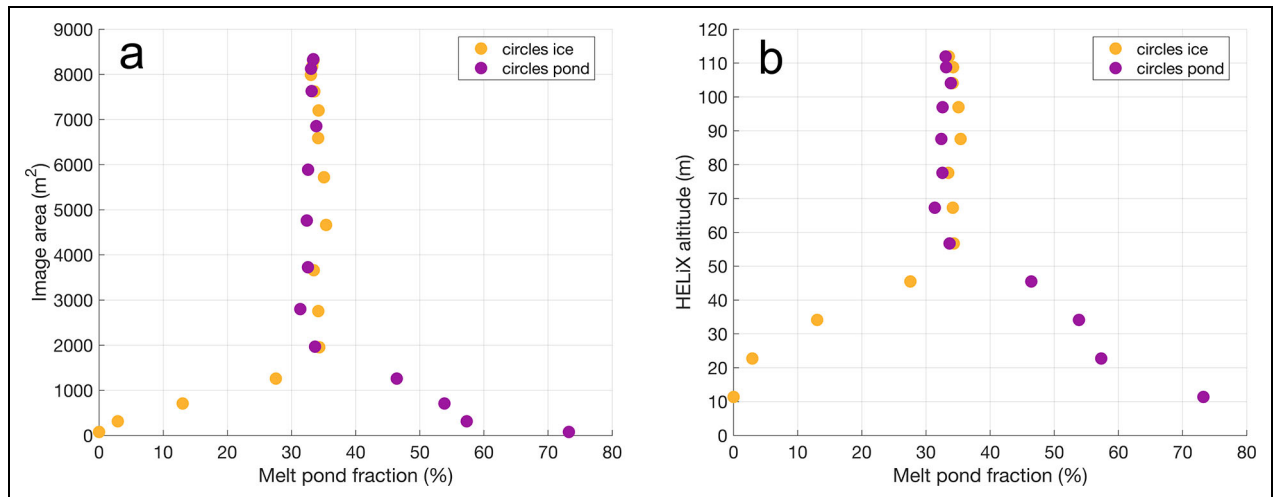 a
circles ice
circles pond
9000
8000
7000
6000
5000
4000
3000
2000
1000
0
Image area (m²)
0 10 20 30 40 50 60 70 80
Melt pond fraction (%)
b
circles ice
circles pond
120
110
100
90
80
70
60
50
40
30
20
10
0
HELiX altitude (m)
0 10 20 30 40 50 60 70 80
Melt pond fraction (%)